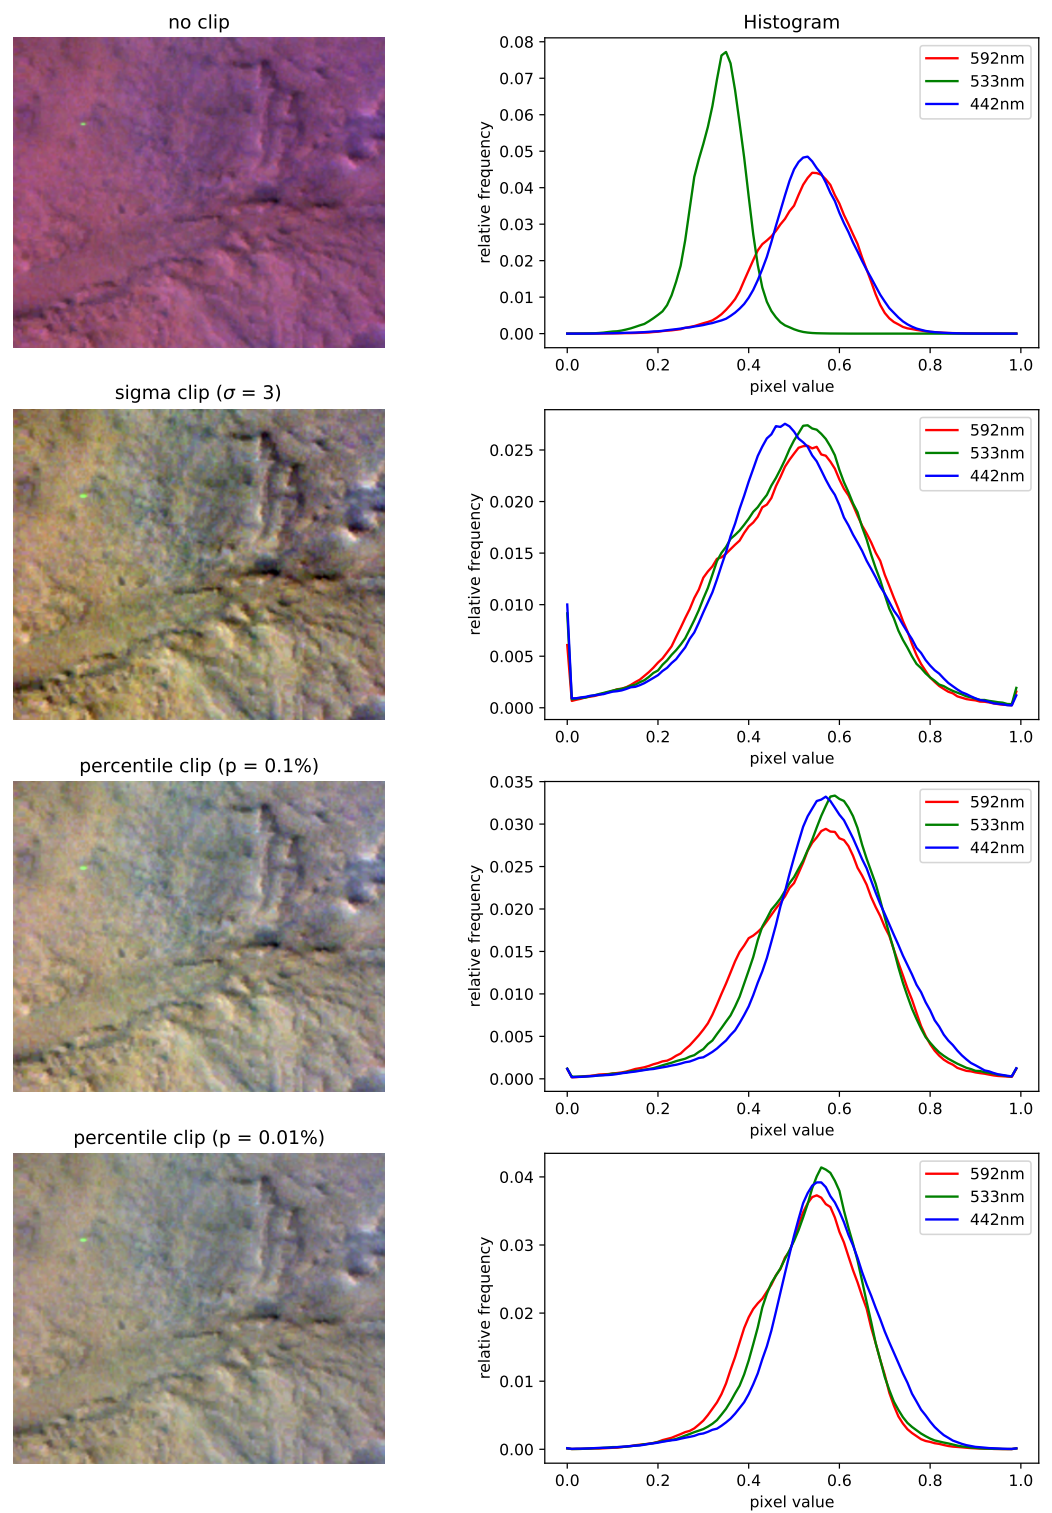 no clip
Histogram
0.08
0.07
0.06
0.05
0.04
0.03
0.02
0.01
0.00
relative frequency
592nm
533nm
442nm
0.0 0.2 0.4 0.6 0.8 1.0
pixel value
sigma clip (σ = 3)
0.025
0.020
0.015
0.010
0.005
0.000
relative frequency
592nm
533nm
442nm
0.0 0.2 0.4 0.6 0.8 1.0
pixel value
percentile clip (p = 0.1%)
0.035
0.030
0.025
0.020
0.015
0.010
0.005
0.000
relative frequency
592nm
533nm
442nm
0.0 0.2 0.4 0.6 0.8 1.0
pixel value
percentile clip (p = 0.01%)
0.04
0.03
0.02
0.01
0.00
relative frequency
592nm
533nm
442nm
0.0 0.2 0.4 0.6 0.8 1.0
pixel value